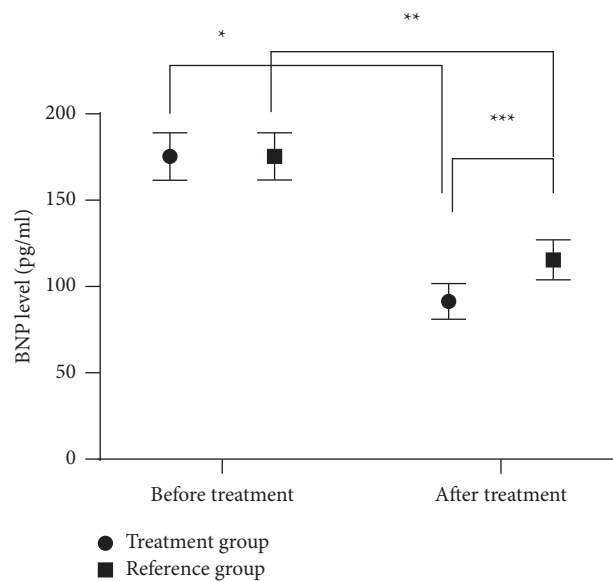 *
**
***
200
150
100
50
0
BNP level (pg/ml)
Before treatment
After treatment
Treatment group
Reference group